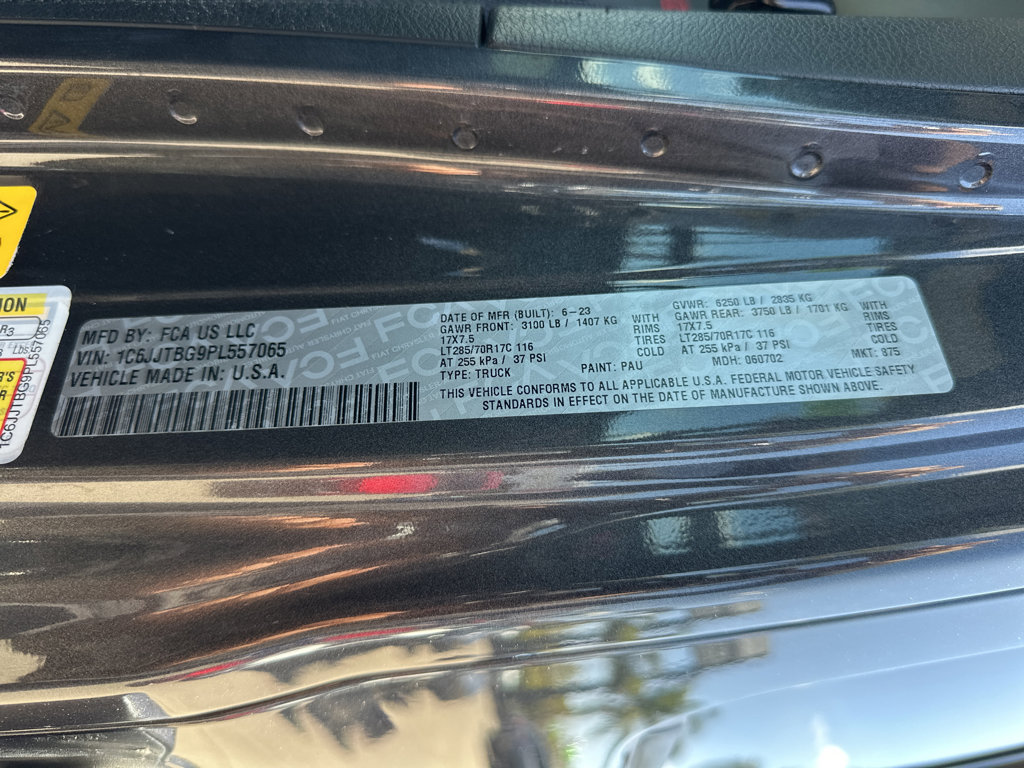 MFD BY: FCA US LLC
VIN: 1C6JJTBG9PL557065
VEHICLE MADE IN: U.S.A.
DATE OF MFR (BUILT): 6-23
GAWR FRONT: 3100 LB / 1407 KG WITH
17X7.5 RIMS
LT285/70R17C 116 TIRES
AT 255 kPa / 37 PSI COLD
TYPE: TRUCK PAINT: PAU
GVWR: 6250 LB / 2835 KG
GAWR REAR: 3750 LB / 1701 KG WITH
17X7.5 RIMS
LT285/70R17C 116 TIRES
AT 255 kPa / 37 PSI COLD
MDH: 060702 MKT: 875
THIS VEHICLE CONFORMS TO ALL APPLICABLE U.S.A. FEDERAL MOTOR VEHICLE SAFETY
STANDARDS IN EFFECT ON THE DATE OF MANUFACTURE SHOWN ABOVE.
1C6JJTBG9PL557065